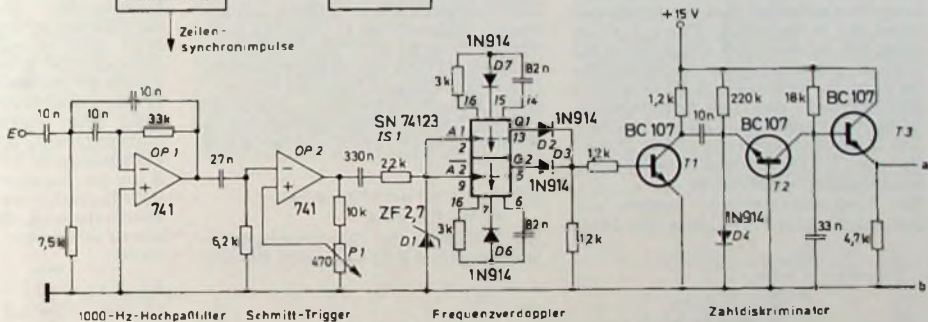 Zeilen-
synchronimpulse
+15 V
1N914
D7
3k
82n
16
15
14
10n
10n
10n
33k
E
OP 1
741
7,5k
27n
OP 2
741
6,2k
10k
P1
470
330n
2,2k
SN 74123
IS 1
ZF 2,7
D1
A1
2
A2
9
Q1
13
Q2
5
1N914
D2
D3
1N914
16
7
6
3k
82n
D6
1N914
1,2k
1,2k
1,2k
10n
220k
18k
BC 107
T1
BC 107
T2
BC 107
T3
1N914
D4
33n
4,7k
a
b
1000-Hz-Hochpaßfilter
Schmitt-Trigger
Frequenzverdoppler
Zahldiskriminator